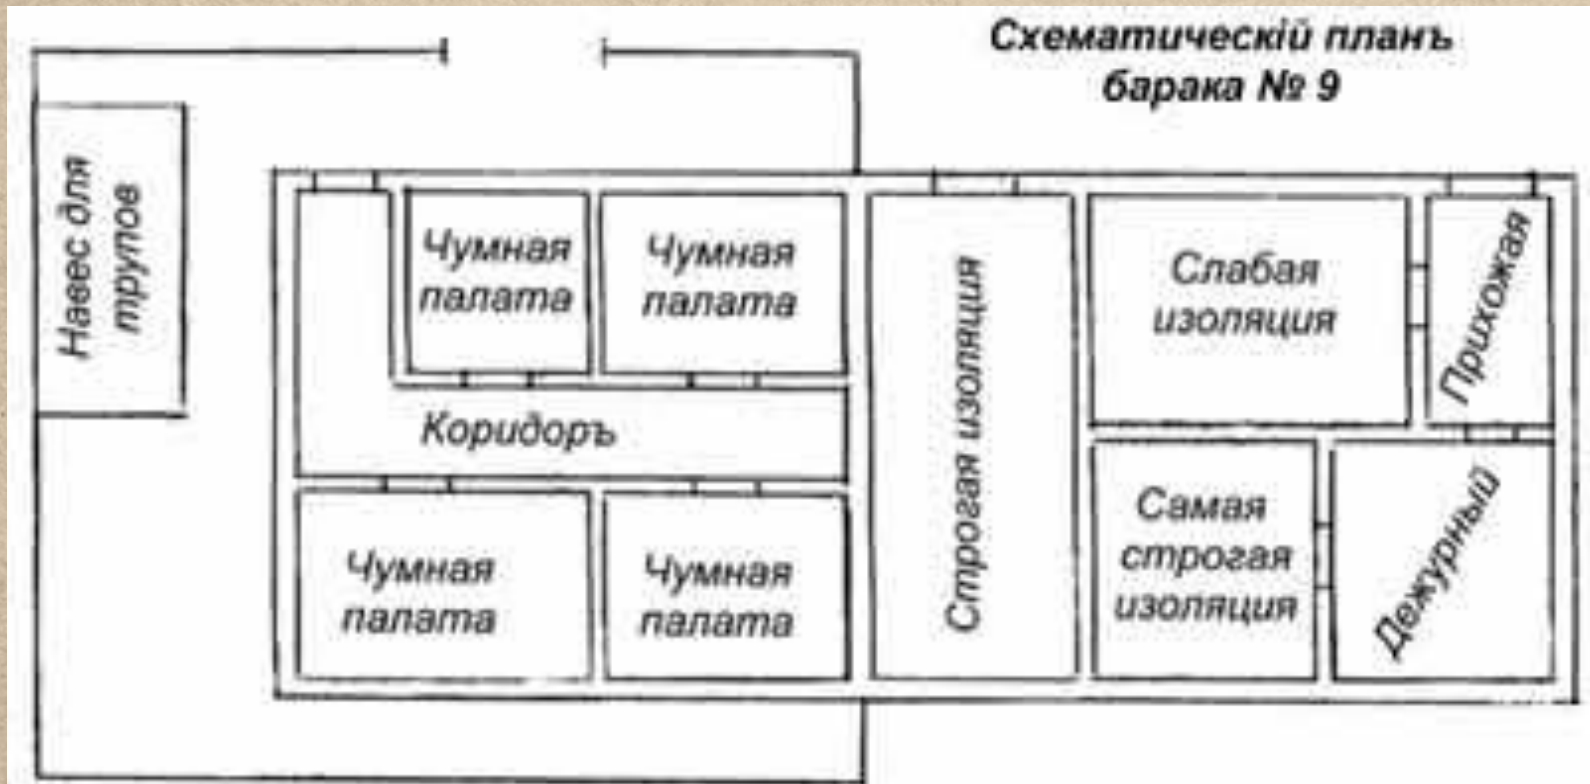 Схематическій планъ
барака № 9
Навес для
трупов
Чумная
палата
Чумная
палата
Коридоръ
Чумная
палата
Чумная
палата
Строгая изоляция
Слабая
изоляция
Прихожая
Самая
строгая
изоляция
Дежурный